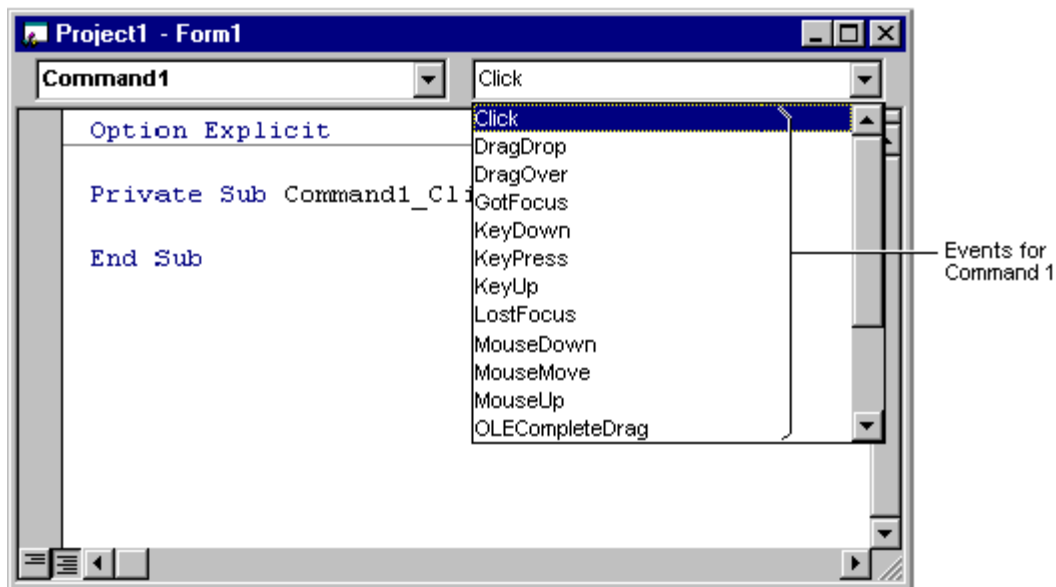 Project1 - Form1
Command1
Click
Option Explicit
Private Sub Command1_Cli
End Sub
Click
DragDrop
DragOver
GotFocus
KeyDown
KeyPress
KeyUp
LostFocus
MouseDown
MouseMove
MouseUp
OLECompleteDrag
Events for
Command 1